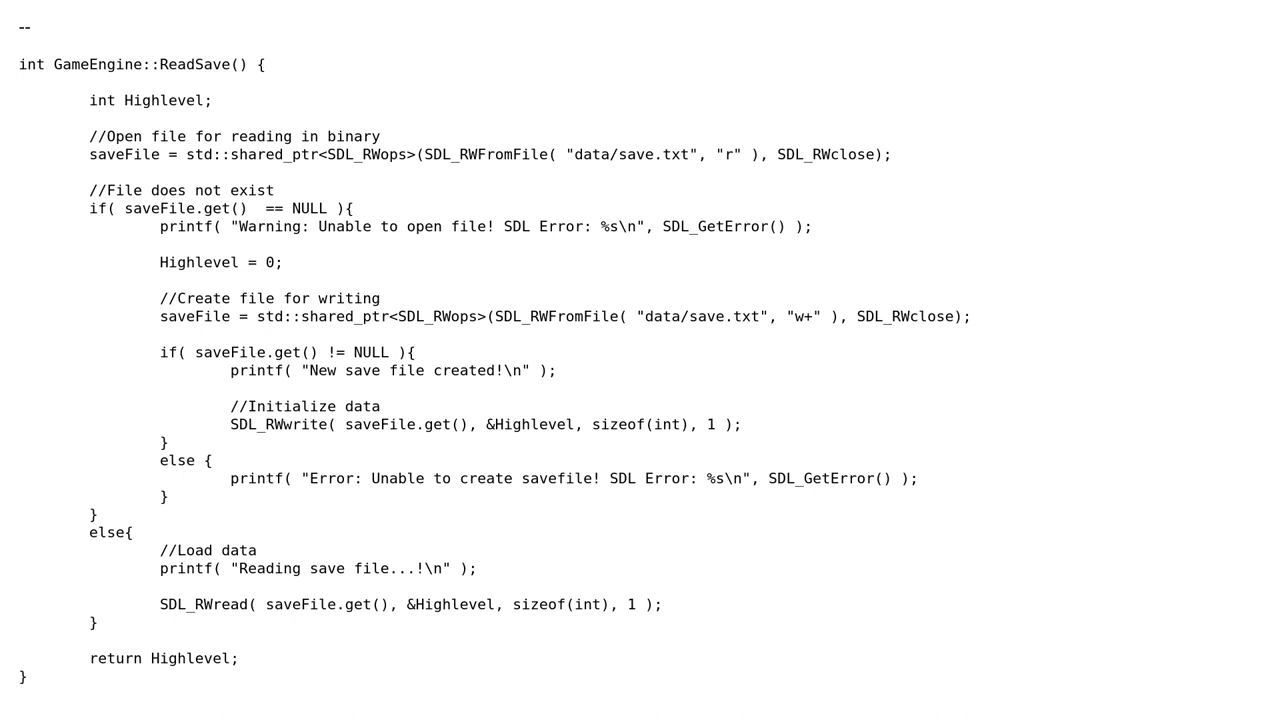 --
int GameEngine::ReadSave() {
int Highlevel;
//Open file for reading in binary
saveFile = std::shared_ptr<SDL_RWops>(SDL_RWFromFile( "data/save.txt", "r" ), SDL_RWclose);
//File does not exist
if( saveFile.get()  == NULL ){
printf( "Warning: Unable to open file! SDL Error: %s\n", SDL_GetError() );
Highlevel = 0;
//Create file for writing
saveFile = std::shared_ptr<SDL_RWops>(SDL_RWFromFile( "data/save.txt", "w+" ), SDL_RWclose);
if( saveFile.get() != NULL ){
printf( "New save file created!\n" );
//Initialize data
SDL_RWwrite( saveFile.get(), &Highlevel, sizeof(int), 1 );
}
else {
printf( "Error: Unable to create savefile! SDL Error: %s\n", SDL_GetError() );
}
}
else{
//Load data
printf( "Reading save file...!\n" );
SDL_RWread( saveFile.get(), &Highlevel, sizeof(int), 1 );
}
return Highlevel;
}